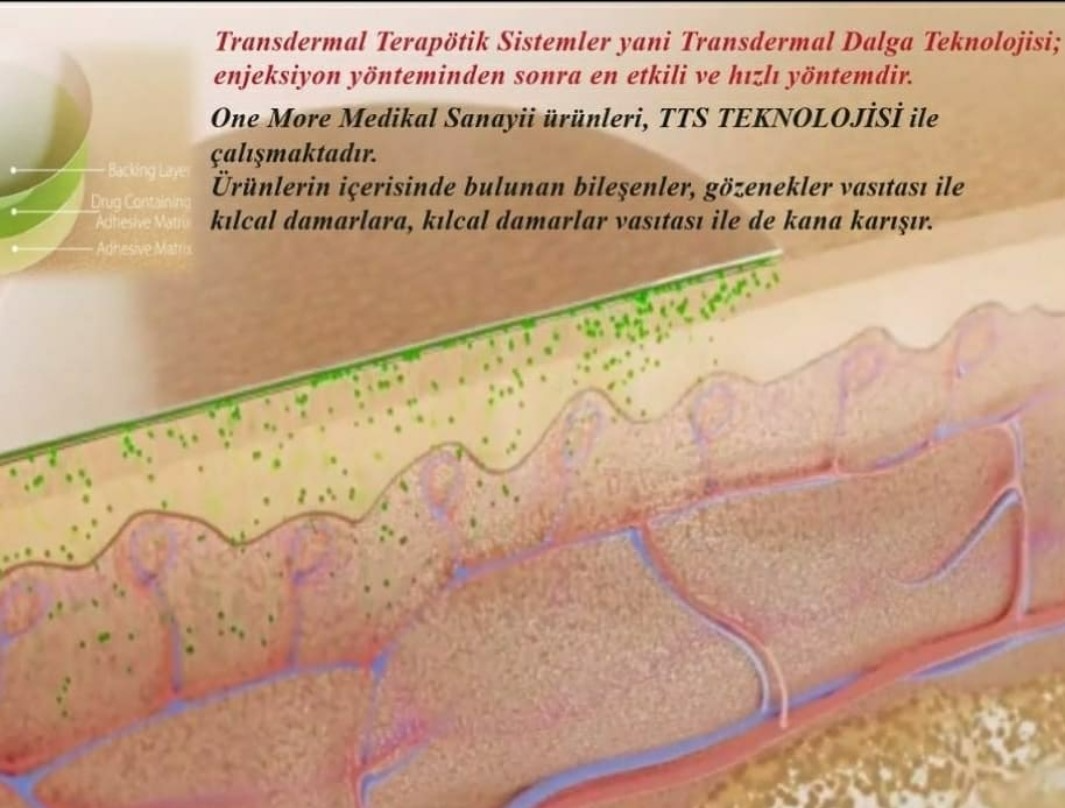 Transdermal Terapötik Sistemler yani Transdermal Dalga Teknolojisi;
enjeksiyon yönteminden sonra en etkili ve hızlı yöntemdir.
One More Medikal Sanayii ürünleri, TTS TEKNOLOJİSİ ile
çalışmaktadır.
Ürünlerin içerisinde bulunan bileşenler, gözenekler vasıtası ile
kılcal damarlara, kılcal damarlar vasıtası ile de kana karışır.
Backing Layer
Drug Containing
Adhesive Matrix
Adhesive Matrix